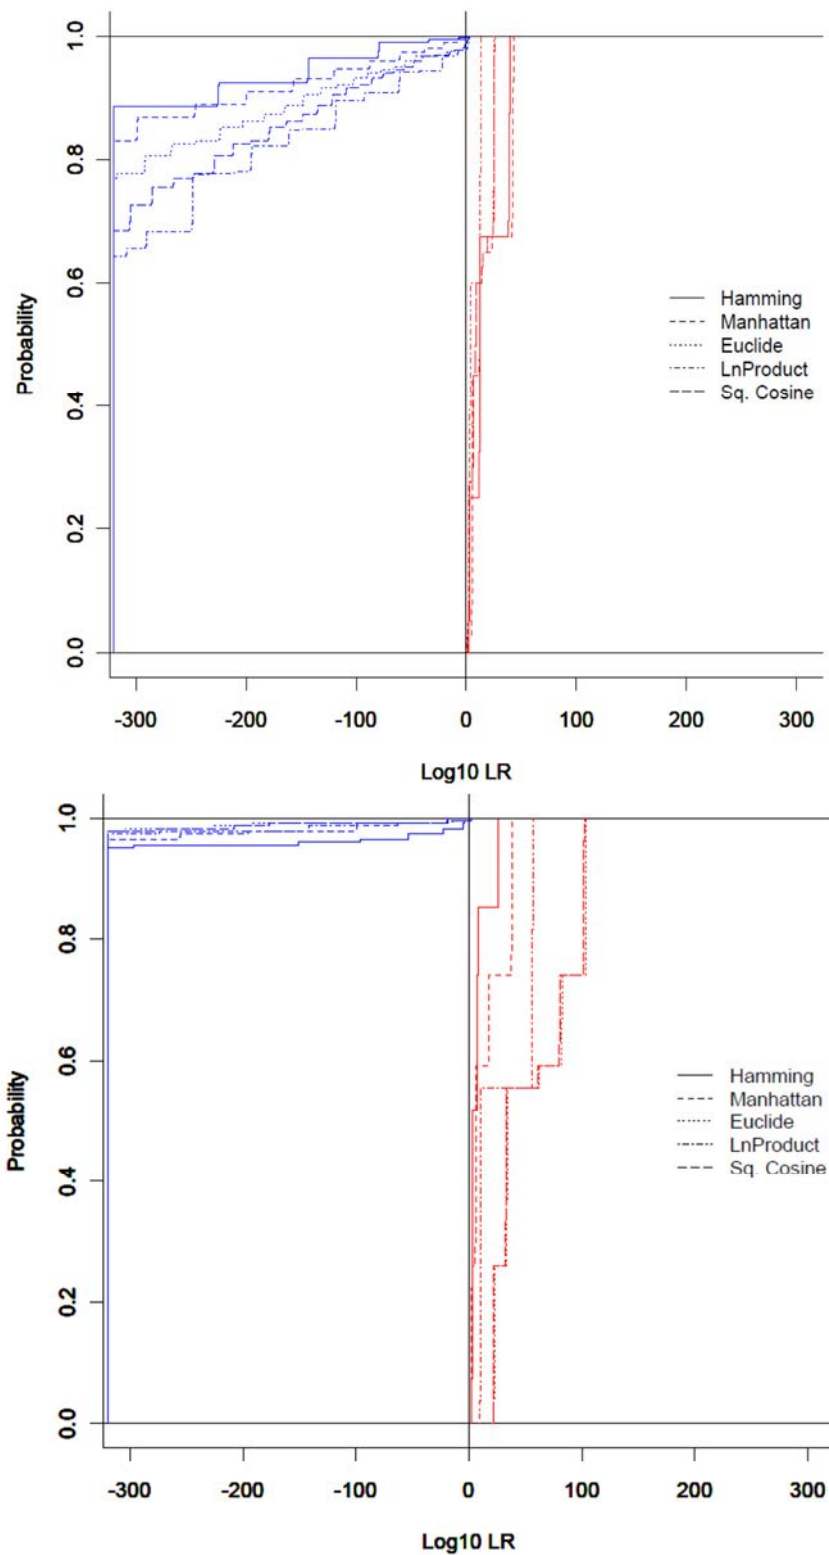 1.0
0.8
0.6
0.4
0.2
0.0
Probability
Hamming
Manhattan
Euclide
LnProduct
Sq. Cosine
-300 -200 -100 0 100 200 300
Log10 LR
1.0
0.8
0.6
0.4
0.2
0.0
Probability
Hamming
Manhattan
Euclide
LnProduct
Sq. Cosine
-300 -200 -100 0 100 200 300
Log10 LR